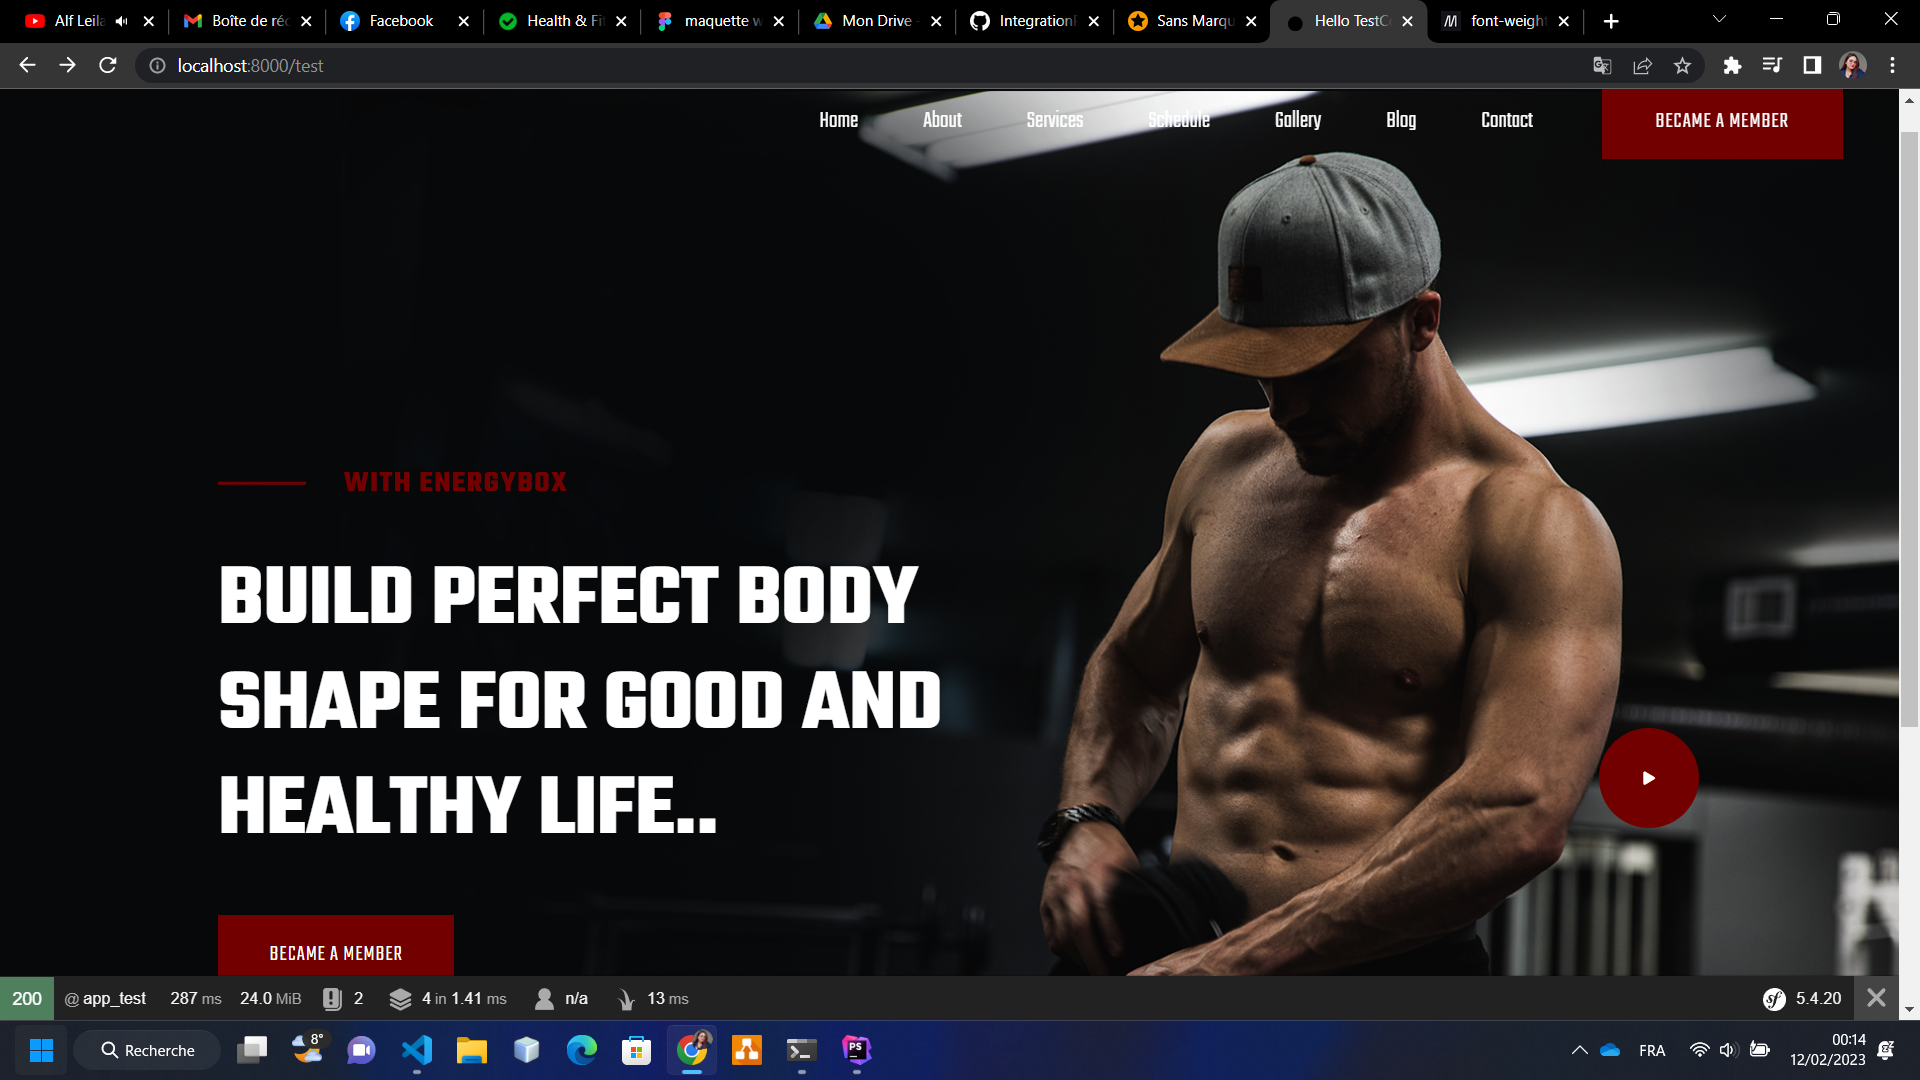 Alf Leila
Boîte de réc
Facebook
Health & Fit
maquette w
Mon Drive -
IntegrationF
Sans Marqu
Hello TestCo
font-weight
localhost:8000/test
Home About Services Schedule Gallery Blog Contact BECAME A MEMBER
WITH ENERGYBOX
BUILD PERFECT BODY
SHAPE FOR GOOD AND
HEALTHY LIFE..
BECAME A MEMBER
200 @ app_test 287 ms 24.0 MiB 2 4 in 1.41 ms n/a 13 ms 5.4.20
Recherche 8° FRA 00:14
12/02/2023